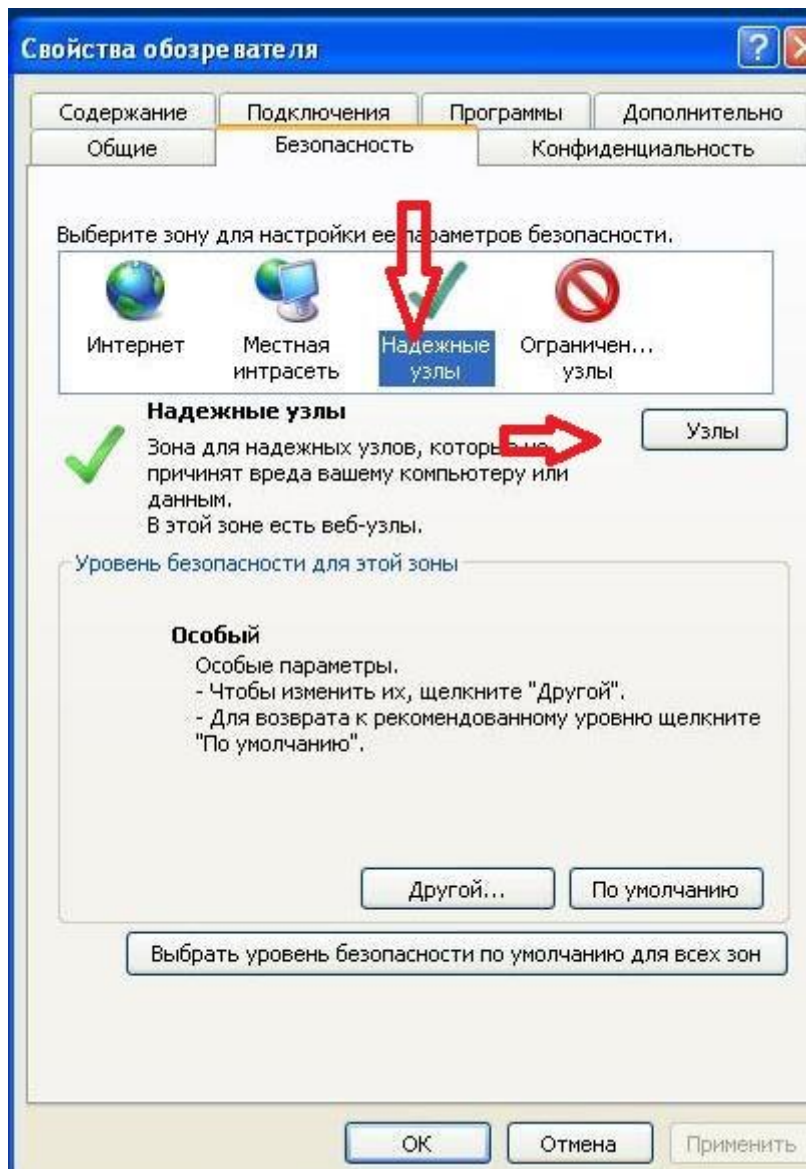 Свойства обозревателя
Содержание Подключения Программы Дополнительно
Общие Безопасность Конфиденциальность
Выберите зону для настройки ее параметров безопасности.
Интернет
Местная
интрасеть
Надежные
узлы
Ограничен...
узлы
Надежные узлы
Узлы
Зона для надежных узлов, которые не
причинят вреда вашему компьютеру или
данным.
В этой зоне есть веб-узлы.
Уровень безопасности для этой зоны
Особый
Особые параметры.
- Чтобы изменить их, щелкните "Другой".
- Для возврата к рекомендованному уровню щелкните
"По умолчанию".
Другой... По умолчанию
Выбрать уровень безопасности по умолчанию для всех зон
ОК Отмена Применить